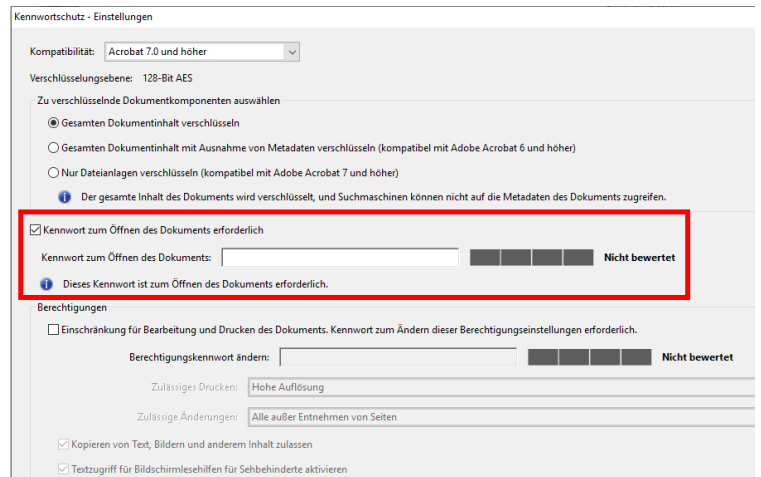 Kennwortschutz - Einstellungen
Kompatibilität: Acrobat 7.0 und höher
Verschlüsselungsebene: 128-Bit AES
Zu verschlüsselnde Dokumentkomponenten auswählen
Gesamten Dokumentinhalt verschlüsseln
Gesamten Dokumentinhalt mit Ausnahme von Metadaten verschlüsseln (kompatibel mit Adobe Acrobat 6 und höher)
Nur Dateianlagen verschlüsseln (kompatibel mit Adobe Acrobat 7 und höher)
Der gesamte Inhalt des Dokuments wird verschlüsselt, und Suchmaschinen können nicht auf die Metadaten des Dokuments zugreifen.
Kennwort zum Öffnen des Dokuments erforderlich
Kennwort zum Öffnen des Dokuments: Nicht bewertet
Dieses Kennwort ist zum Öffnen des Dokuments erforderlich.
Berechtigungen
Einschränkung für Bearbeitung und Drucken des Dokuments. Kennwort zum Ändern dieser Berechtigungseinstellungen erforderlich.
Berechtigungskennwort ändern: Nicht bewertet
Zulässiges Drucken: Hohe Auflösung
Zulässige Änderungen: Alle außer Entnehmen von Seiten
Kopieren von Text, Bildern und anderem Inhalt zulassen
Textzugriff für Bildschirmlesehilfen für Sehbehinderte aktivieren